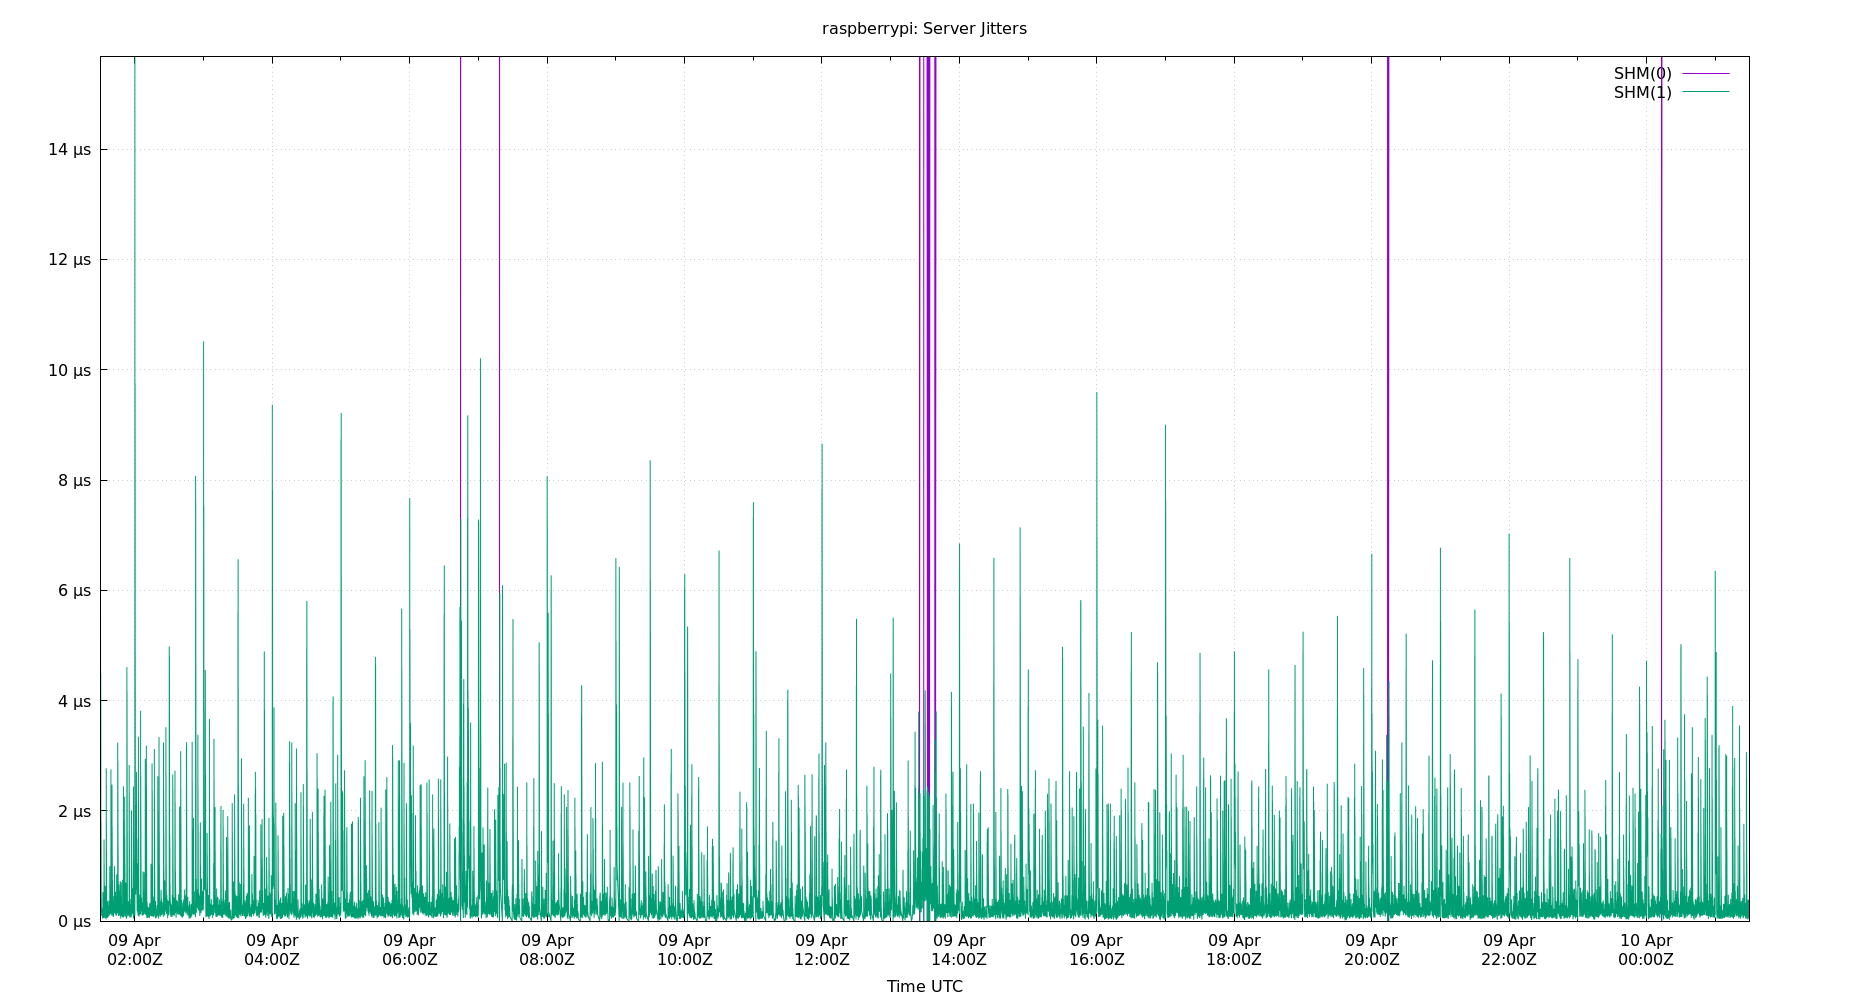 raspberrypi: Server Jitters
SHM(0)
SHM(1)
14 µs
12 µs
10 µs
8 µs
6 µs
4 µs
2 µs
0 µs
09 Apr 09 Apr 09 Apr 09 Apr 09 Apr 09 Apr 09 Apr 09 Apr 09 Apr 09 Apr 09 Apr 10 Apr
02:00Z 04:00Z 06:00Z 08:00Z 10:00Z 12:00Z 14:00Z 16:00Z 18:00Z 20:00Z 22:00Z 00:00Z
Time UTC